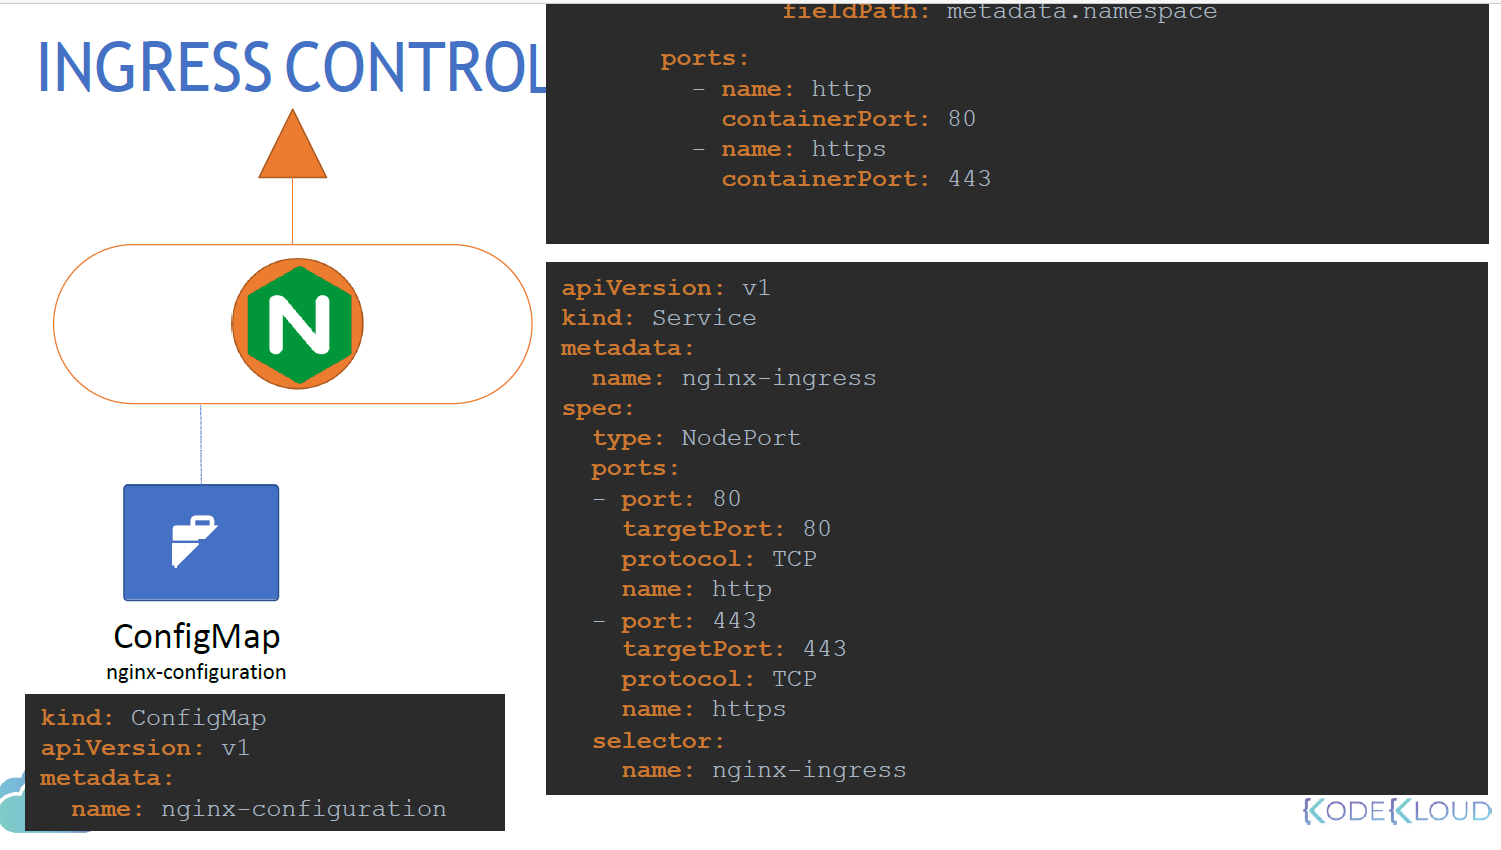 INGRESS CONTROL
fieldPath: metadata.namespace
ports:
- name: http
containerPort: 80
- name: https
containerPort: 443
N
ConfigMap
nginx-configuration
kind: ConfigMap
apiVersion: v1
metadata:
name: nginx-configuration
apiVersion: v1
kind: Service
metadata:
name: nginx-ingress
spec:
type: NodePort
ports:
- port: 80
targetPort: 80
protocol: TCP
name: http
- port: 443
targetPort: 443
protocol: TCP
name: https
selector:
name: nginx-ingress
{KODE{KLOUD